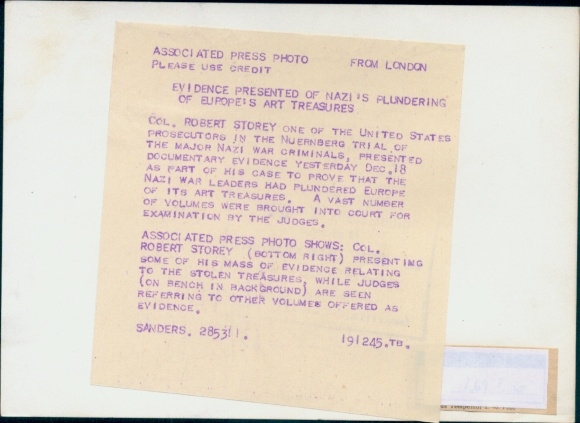 ASSOCIATED PRESS PHOTO FROM LONDON
PLEASE USE CREDIT
EVIDENCE PRESENTED OF NAZI'S PLUNDERING
OF EUROPE'S ART TREASURES
COL. ROBERT STOREY ONE OF THE UNITED STATES
PROSECUTORS IN THE NUERNBERG TRIAL OF
THE MAJOR NAZI WAR CRIMINALS, PRESENTED
DOCUMENTARY EVIDENCE YESTERDAY DEC.18
AS PART OF HIS CASE TO PROVE THAT THE
NAZI WAR LEADERS HAD PLUNDERED EUROPE
OF ITS ART TREASURES. A VAST NUMBER
OF VOLUMES WERE BROUGHT INTO COURT FOR
EXAMINATION BY THE JUDGES.
ASSOCIATED PRESS PHOTO SHOWS: COL.
ROBERT STOREY (BOTTOM RIGHT) PRESENTING
SOME OF HIS MASS OF EVIDENCE RELATING
TO THE STOLEN TREASURES, WHILE JUDGES
(ON BENCH IN BACKGROUND) ARE SEEN
REFERRING TO OTHER VOLUMES OFFERED AS
EVIDENCE.
SANDERS. 285311. 191245.TB.